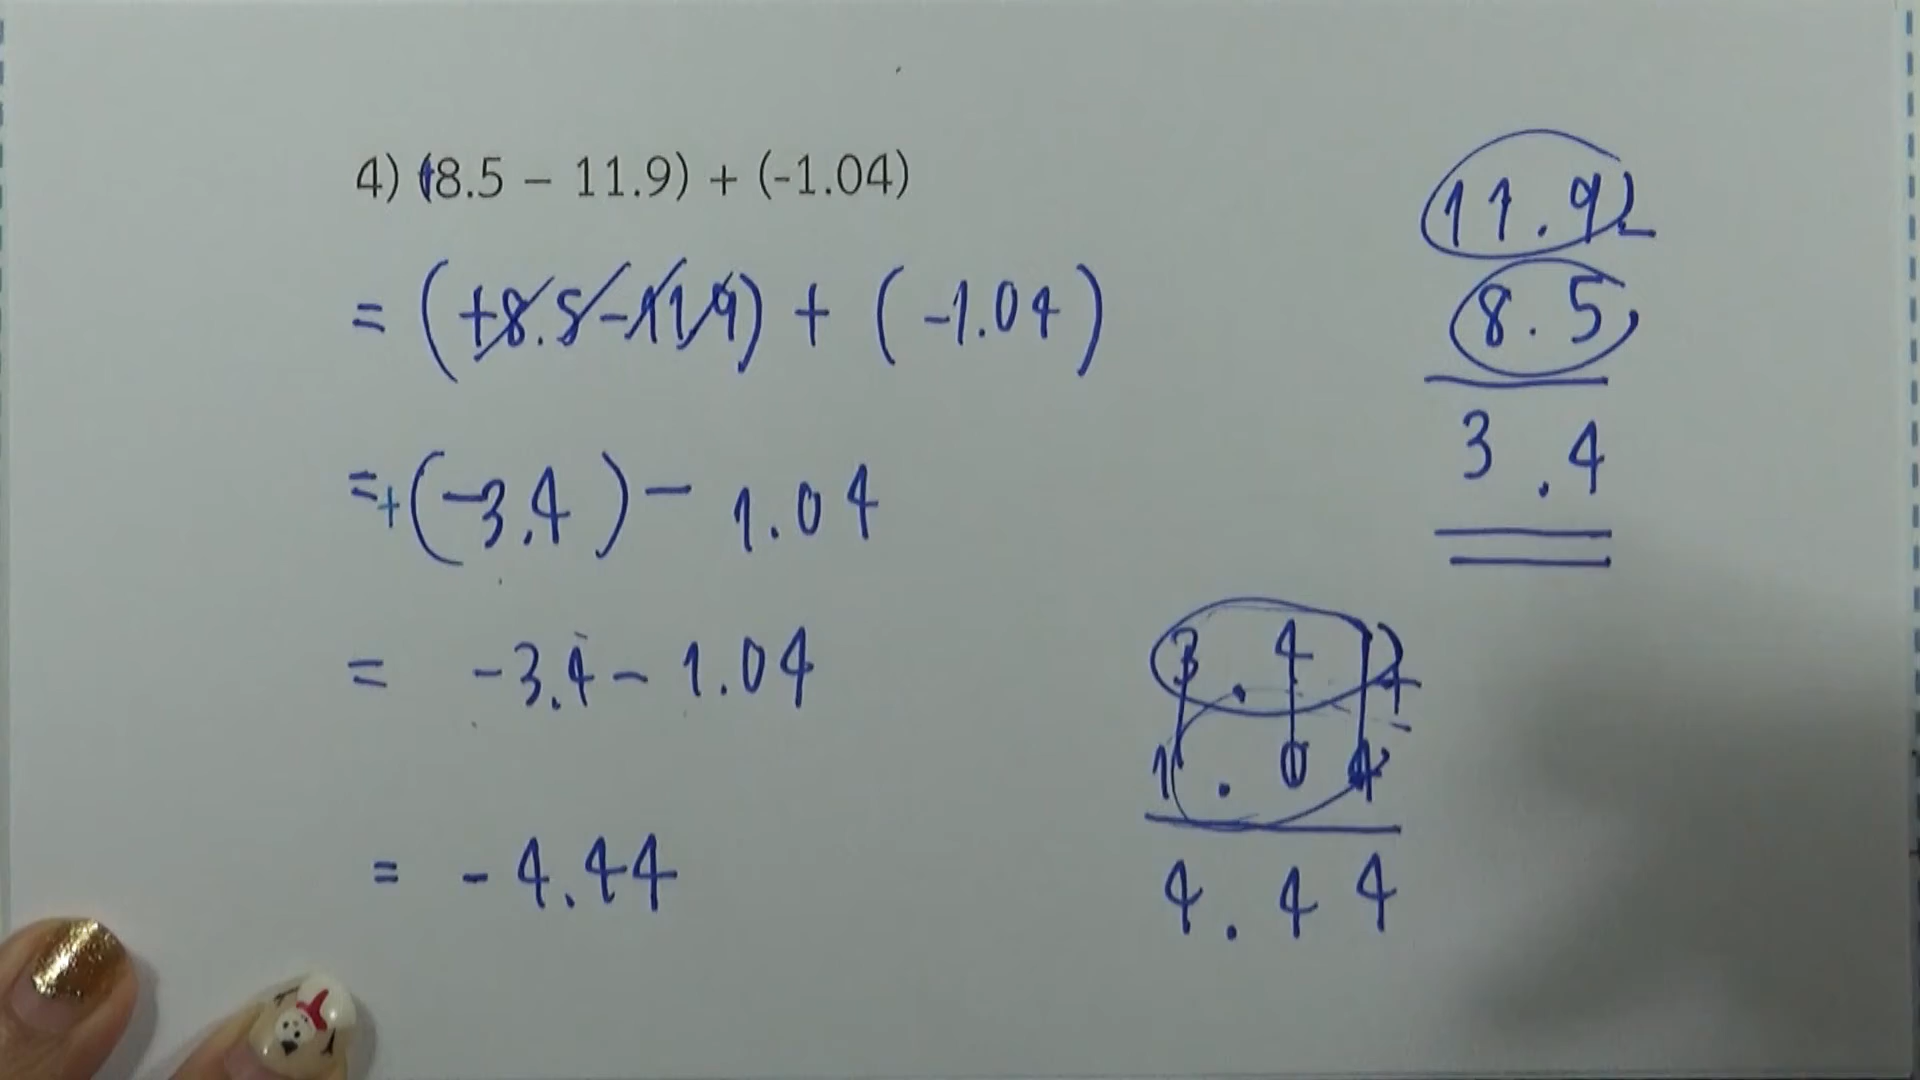 4) (8.5 – 11.9) + (-1.04)
= (+8.5-11.9) + (-1.04)
= +(-3.4) - 1.04
= -3.4 - 1.04
= -4.44
11.9
8.5
3.4
3.4
1.04
4.44